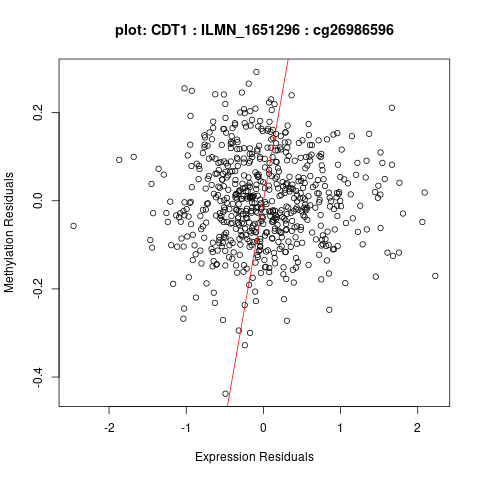 plot: CDT1 : ILMN_1651296 : cg26986596
Methylation Residuals
0.2
0.0
-0.2
-0.4
-2 -1 0 1 2
Expression Residuals